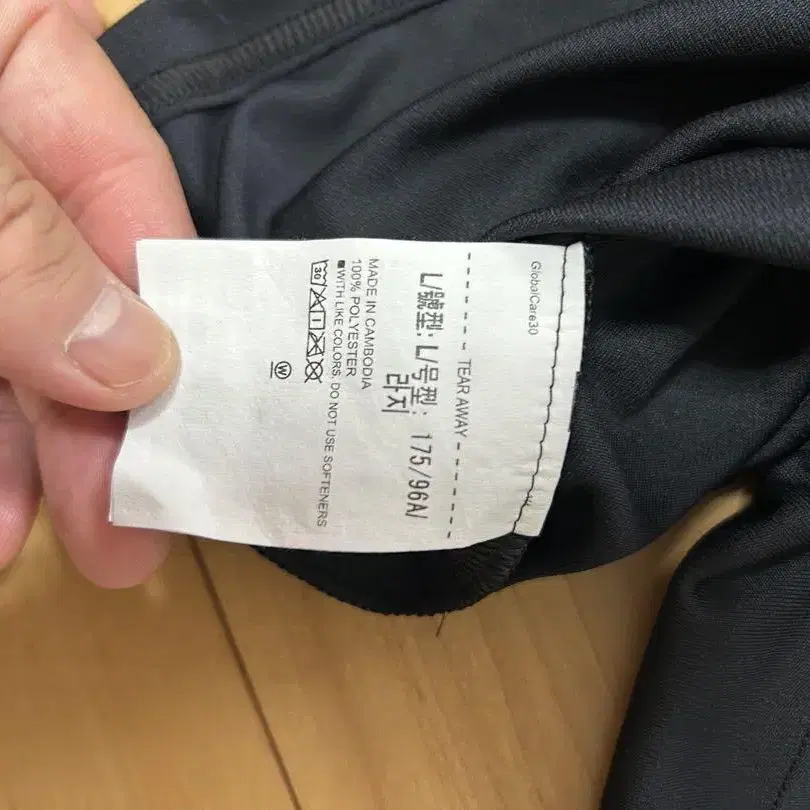 GlobalCare30
- - - - - - - TEAR AWAY - - - - - - -
L/號型: L/号型: 175/96A/
라지
MADE IN CAMBODIA
100% POLYESTER
■WITH LIKE COLORS, DO NOT USE SOFTENERS
30
W